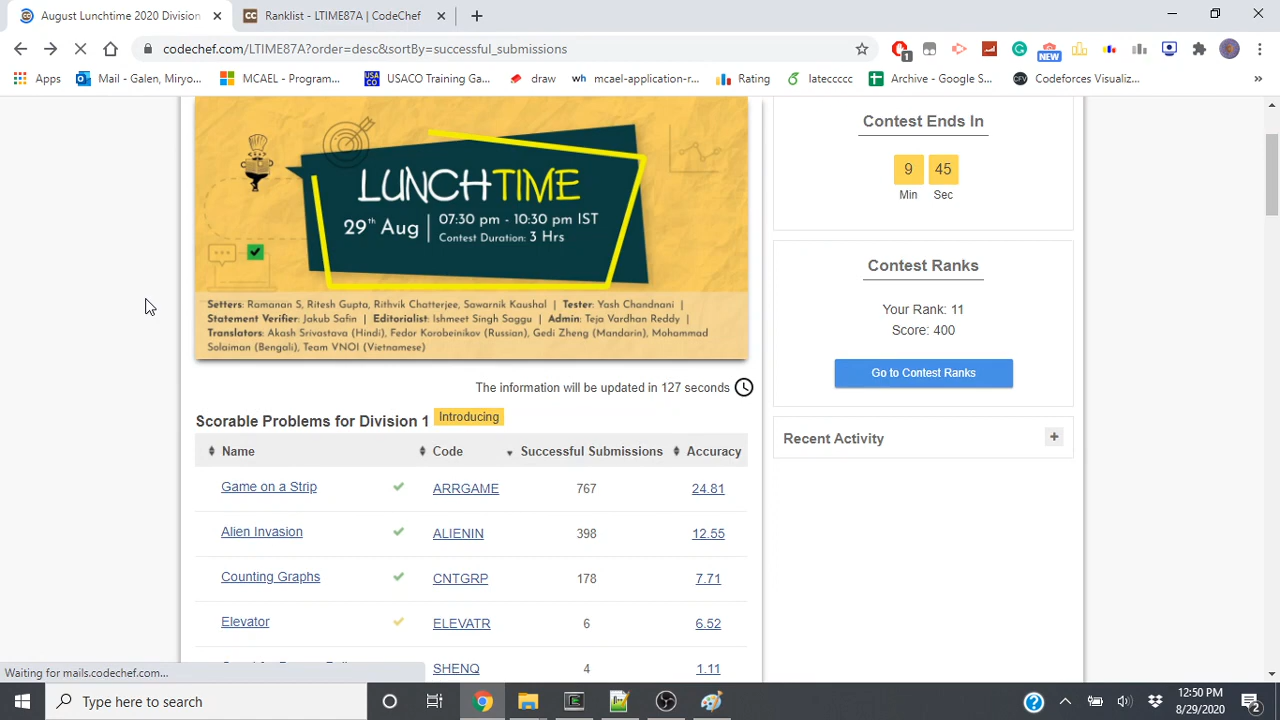 August Lunchtime 2020 Division
Ranklist - LTIME87A | CodeChef
codechef.com/LTIME87A?order=desc&sortBy=successful_submissions
1
NEW
Apps
Mail - Galen, Miryo...
MCAEL - Program...
USACO Training Ga...
draw
wh mcael-application-r...
Rating
lateccccc
Archive - Google S...
Codeforces Visualiz...
»
LUNCHTIME
29th Aug
07:30 pm - 10:30 pm IST
Contest Duration: 3 Hrs
Setters: Ramanan S, Ritesh Gupta, Rithvik Chatterjee, Sawarnik Kaushal | Tester: Yash Chandnani |
Statement Verifier: Jakub Safin | Editorialist: Ishmeet Singh Saggu | Admin: Teja Vardhan Reddy |
Translators: Akash Srivastava (Hindi), Fedor Korobeinikov (Russian), Gedi Zheng (Mandarin), Mohammad
Solaiman (Bengali), Team VNOI (Vietnamese)
Contest Ends In
9 45
Min Sec
Contest Ranks
Your Rank: 11
Score: 400
Go to Contest Ranks
Recent Activity
+
The information will be updated in 127 seconds
Scorable Problems for Division 1 Introducing
Name Code Successful Submissions Accuracy
Game on a Strip ARRGAME 767 24.81
Alien Invasion ALIENIN 398 12.55
Counting Graphs CNTGRP 178 7.71
Elevator ELEVATR 6 6.52
SHENQ 4 1.11
Waiting for mails.codechef.com...
Type here to search
12:50 PM
8/29/2020
2